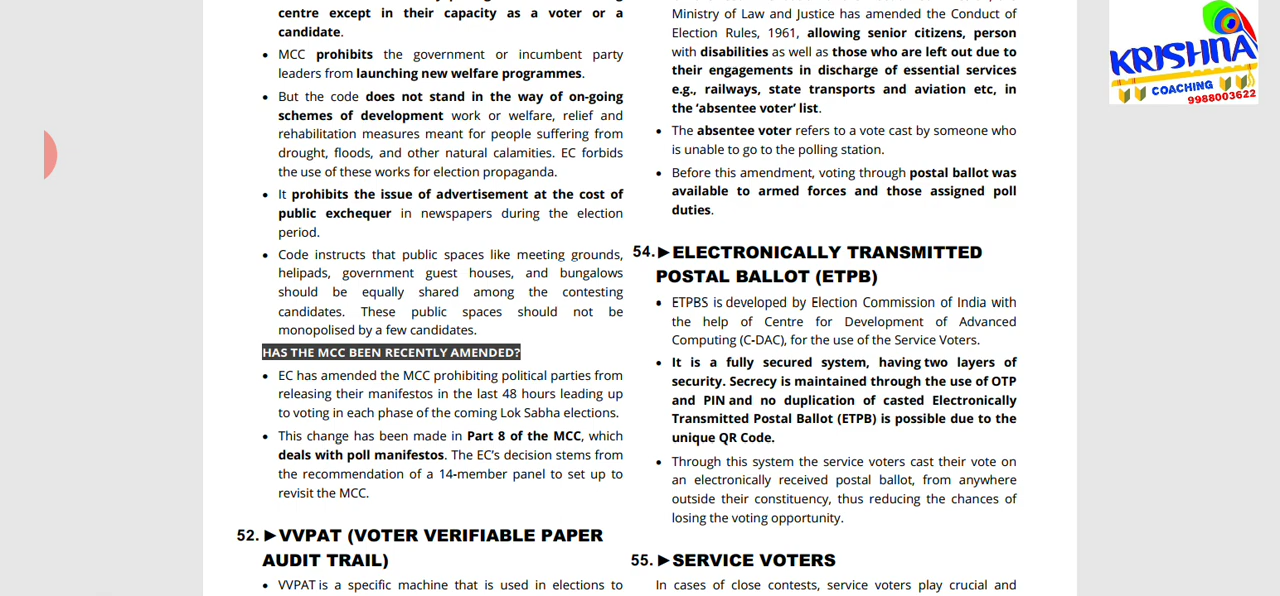 centre except in their capacity as a voter or a
candidate.
• MCC prohibits the government or incumbent party
leaders from launching new welfare programmes.
• But the code does not stand in the way of on-going
schemes of development work or welfare, relief and
rehabilitation measures meant for people suffering from
drought, floods, and other natural calamities. EC forbids
the use of these works for election propaganda.
• It prohibits the issue of advertisement at the cost of
public exchequer in newspapers during the election
period.
• Code instructs that public spaces like meeting grounds,
helipads, government guest houses, and bungalows
should be equally shared among the contesting
candidates. These public spaces should not be
monopolised by a few candidates.
HAS THE MCC BEEN RECENTLY AMENDED?
• EC has amended the MCC prohibiting political parties from
releasing their manifestos in the last 48 hours leading up
to voting in each phase of the coming Lok Sabha elections.
• This change has been made in Part 8 of the MCC, which
deals with poll manifestos. The EC's decision stems from
the recommendation of a 14-member panel to set up to
revisit the MCC.
52. ►VVPAT (VOTER VERIFIABLE PAPER
AUDIT TRAIL)
• VVPAT is a specific machine that is used in elections to
Ministry of Law and Justice has amended the Conduct of
Election Rules, 1961, allowing senior citizens, person
with disabilities as well as those who are left out due to
their engagements in discharge of essential services
e.g., railways, state transports and aviation etc, in
the ‘absentee voter’ list.
• The absentee voter refers to a vote cast by someone who
is unable to go to the polling station.
• Before this amendment, voting through postal ballot was
available to armed forces and those assigned poll
duties.
54. ►ELECTRONICALLY TRANSMITTED
POSTAL BALLOT (ETPB)
• ETPBS is developed by Election Commission of India with
the help of Centre for Development of Advanced
Computing (C-DAC), for the use of the Service Voters.
• It is a fully secured system, having two layers of
security. Secrecy is maintained through the use of OTP
and PIN and no duplication of casted Electronically
Transmitted Postal Ballot (ETPB) is possible due to the
unique QR Code.
• Through this system the service voters cast their vote on
an electronically received postal ballot, from anywhere
outside their constituency, thus reducing the chances of
losing the voting opportunity.
55. ►SERVICE VOTERS
In cases of close contests, service voters play crucial and
KRISHNA
COACHING
9988003622